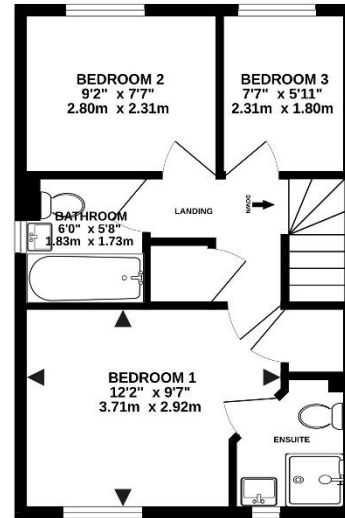 BEDROOM 2
9'2" x 7'7"
2.80m x 2.31m
BEDROOM 3
7'7" x 5'11"
2.31m x 1.80m
BATHROOM
6'0" x 5'8"
1.83m x 1.73m
LANDING
DOWN
BEDROOM 1
12'2" x 9'7"
3.71m x 2.92m
ENSUITE